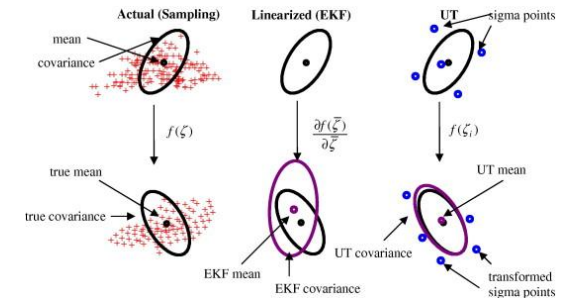 Actual (Sampling)
Linearized (EKF)
UT
sigma points
mean
covariance
f(ζ)
∂f(ζ̅)
∂ζ̅
f(ζᵢ)
true mean
true covariance
EKF mean
EKF covariance
UT mean
UT covariance
transformed
sigma points